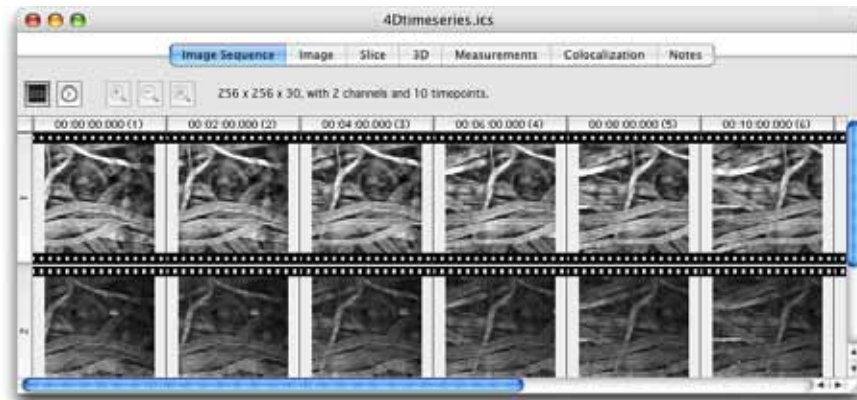 4Dtimeseries.ics
Image Sequence Image Slice 3D Measurements Colocalization Notes
256 x 256 x 30, with 2 channels and 10 timepoints.
00:00:00.000 (1) 00:02:00.000 (2) 00:04:00.000 (3) 00:06:00.000 (4) 00:08:00.000 (5) 00:10:00.000 (6)
1
2